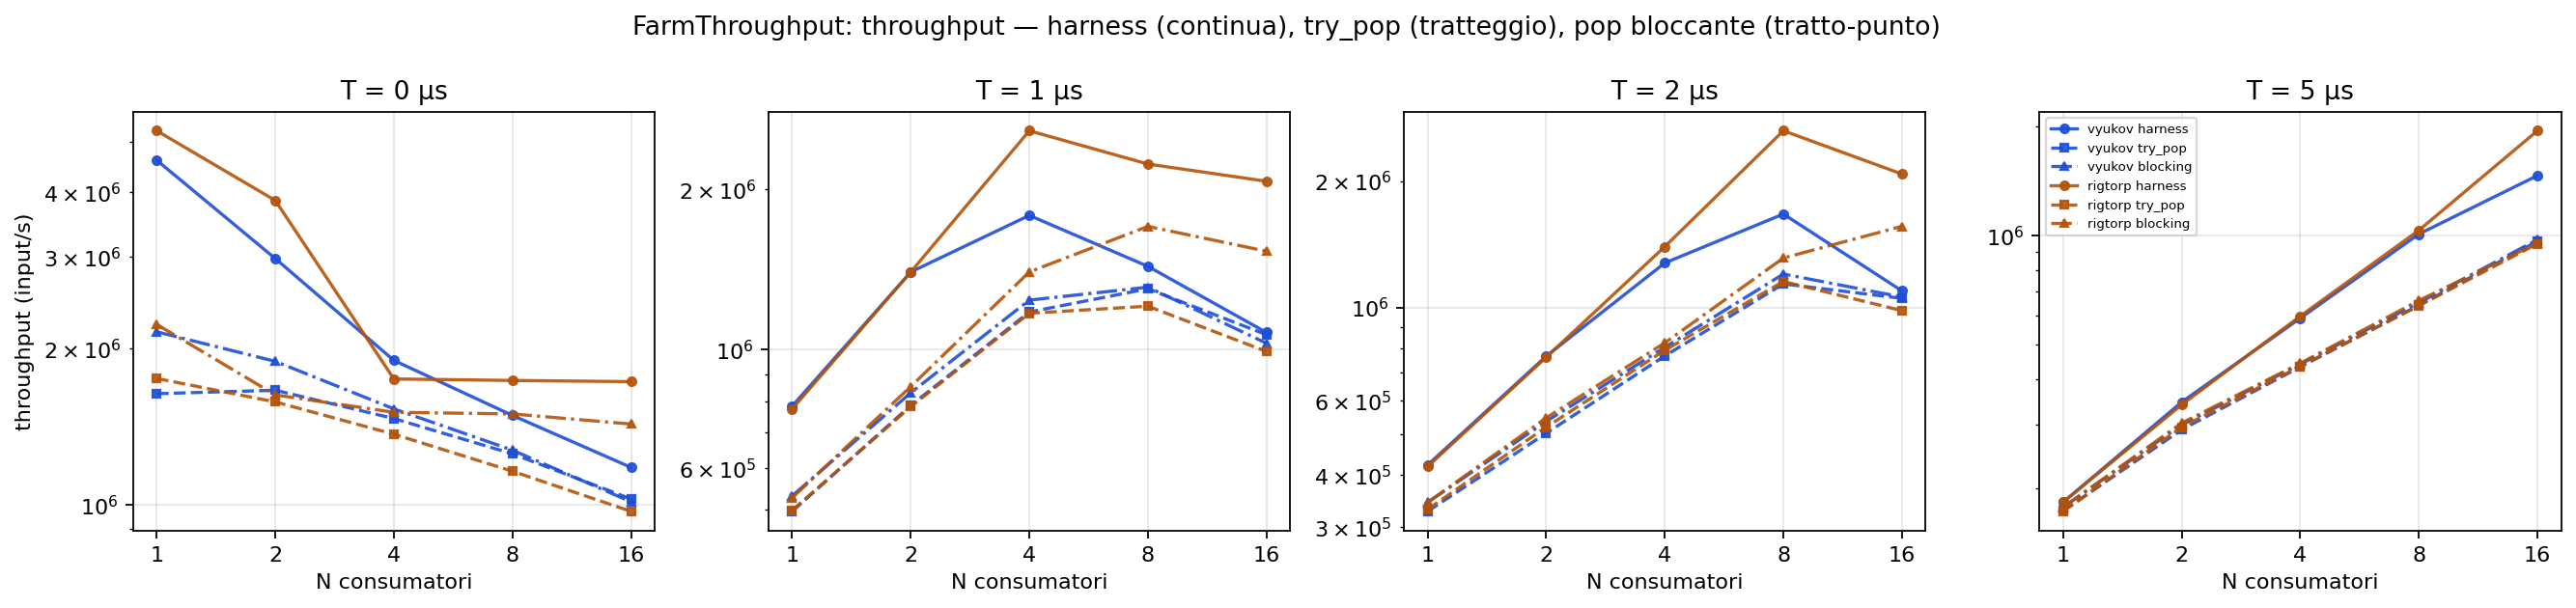 FarmThroughput: throughput — harness (continua), try_pop (tratteggio), pop bloccante (tratto-punto)
T = 0 µs
throughput (input/s)
4 × 10⁶
3 × 10⁶
2 × 10⁶
10⁶
1 2 4 8 16
N consumatori
T = 1 µs
2 × 10⁶
10⁶
6 × 10⁵
1 2 4 8 16
N consumatori
T = 2 µs
2 × 10⁶
10⁶
6 × 10⁵
4 × 10⁵
3 × 10⁵
1 2 4 8 16
N consumatori
T = 5 µs
10⁶
vyukov harness
vyukov try_pop
vyukov blocking
rigtorp harness
rigtorp try_pop
rigtorp blocking
1 2 4 8 16
N consumatori